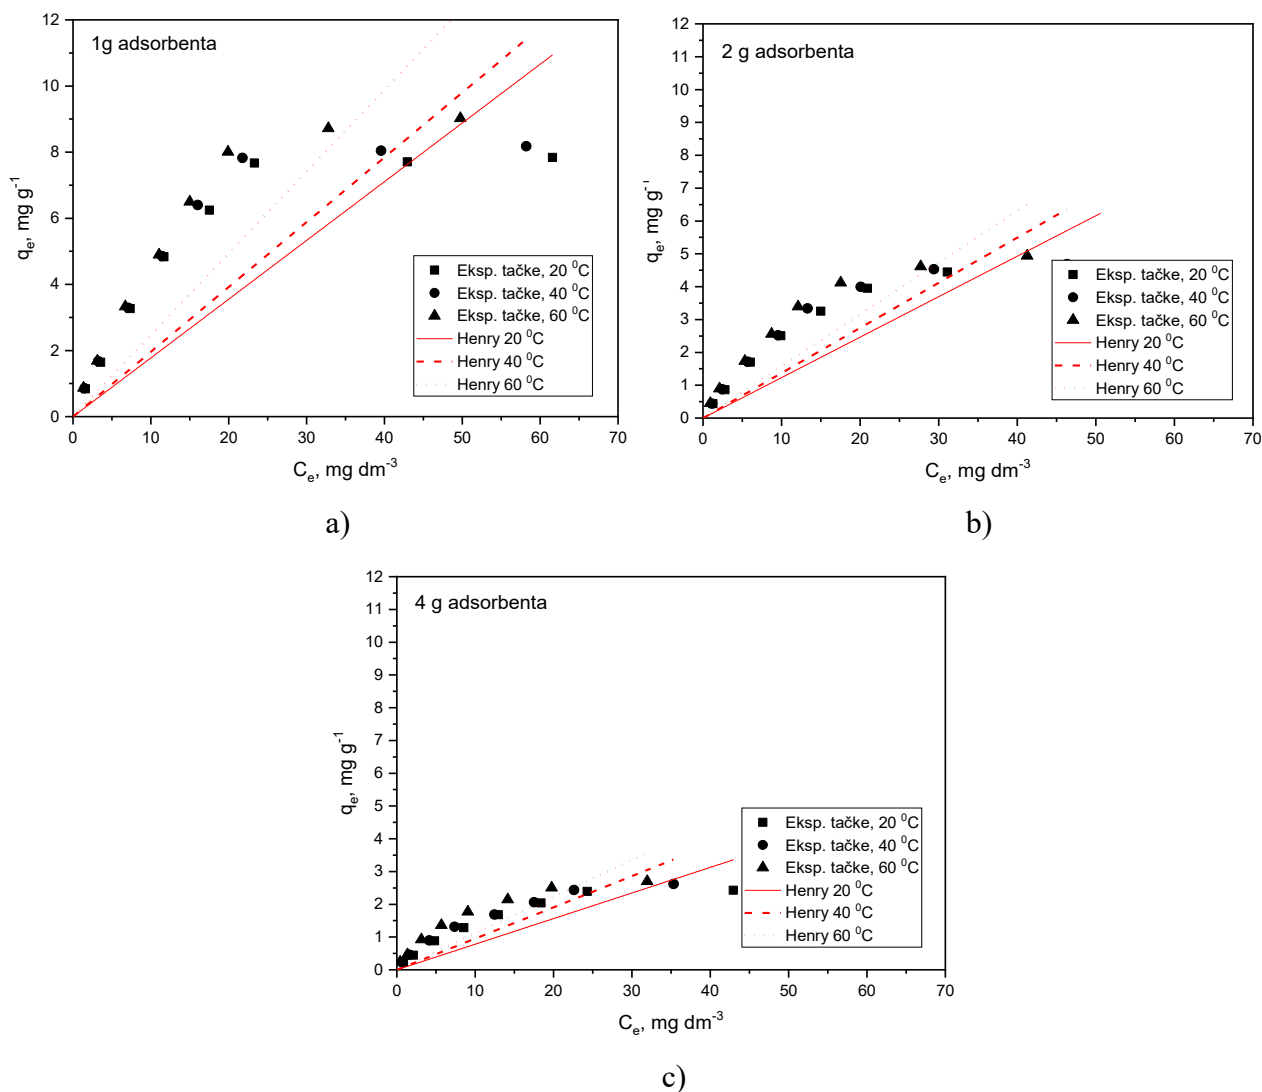 1g adsorbenta
12
10
8
6
4
2
0
q_e, mg g^-1
Eksp. tačke, 20 ⁰C
Eksp. tačke, 40 ⁰C
Eksp. tačke, 60 ⁰C
Henry 20 ⁰C
Henry 40 ⁰C
Henry 60 ⁰C
0 10 20 30 40 50 60 70
C_e, mg dm^-3
a)
2 g adsorbenta
12
11
10
9
8
7
6
5
4
3
2
1
0
q_e, mg g^-1
Eksp. tačke, 20 ⁰C
Eksp. tačke, 40 ⁰C
Eksp. tačke, 60 ⁰C
Henry 20 ⁰C
Henry 40 ⁰C
Henry 60 ⁰C
0 10 20 30 40 50 60 70
C_e, mg dm^-3
b)
4 g adsorbenta
12
11
10
9
8
7
6
5
4
3
2
1
0
q_e, mg g^-1
Eksp. tačke, 20 ⁰C
Eksp. tačke, 40 ⁰C
Eksp. tačke, 60 ⁰C
Henry 20 ⁰C
Henry 40 ⁰C
Henry 60 ⁰C
0 10 20 30 40 50 60 70
C_e, mg dm^-3
c)